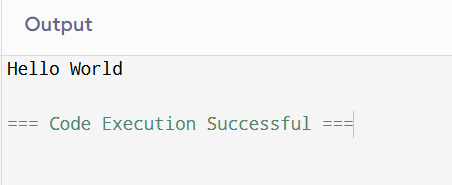 Output
Hello World
=== Code Execution Successful ===